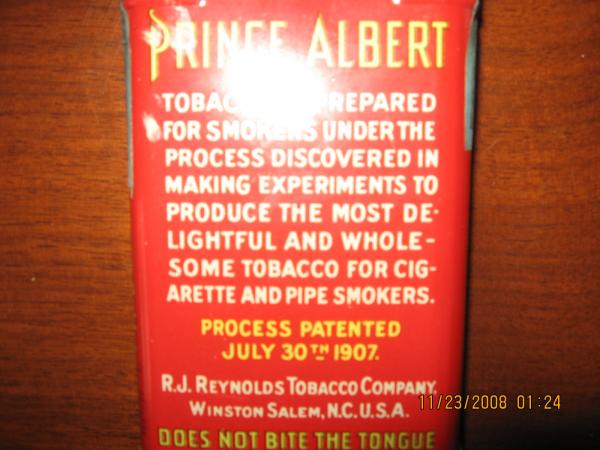 PRINCE ALBERT
TOBACCO PREPARED
FOR SMOKERS UNDER THE
PROCESS DISCOVERED IN
MAKING EXPERIMENTS TO
PRODUCE THE MOST DE-
LIGHTFUL AND WHOLE-
SOME TOBACCO FOR CIG-
ARETTE AND PIPE SMOKERS.
PROCESS PATENTED
JULY 30TH 1907.
R.J. REYNOLDS TOBACCO COMPANY,
WINSTON SALEM, N.C. U.S.A.
DOES NOT BITE THE TONGUE
11/23/2008 01:24